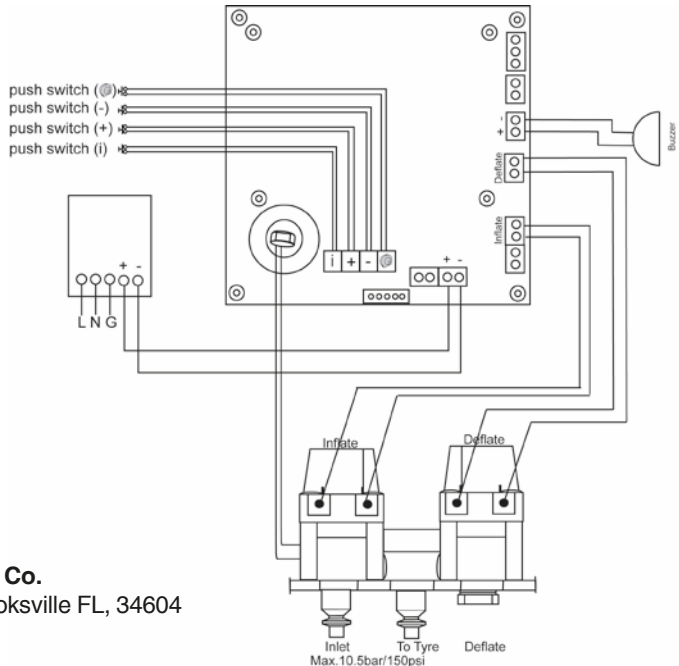 push switch (@)
push switch (-)
push switch (+)
push switch (i)
- +
Buzzer
Deflate
Inflate
i + - @
+ -
+ -
L N G
Inflate
Deflate
Co.
oksville FL, 34604
Inlet
To Tyre
Deflate
Max.10.5bar/150psi